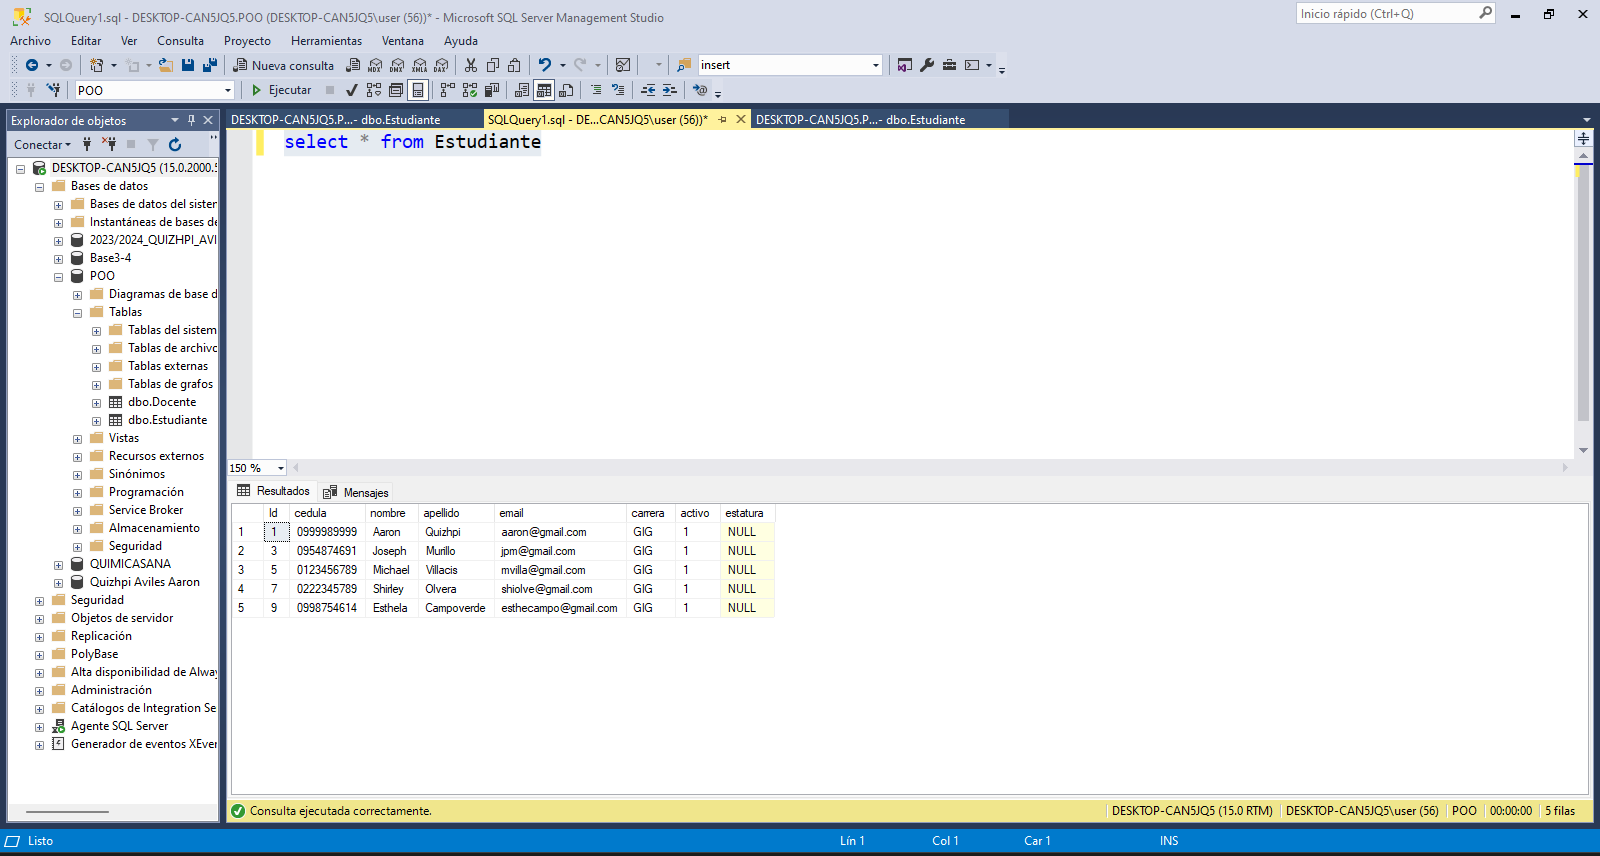 SQLQuery1.sql - DESKTOP-CAN5JQ5.POO (DESKTOP-CAN5JQ5\user (56))* - Microsoft SQL Server Management Studio
Inicio rápido (Ctrl+Q)
Archivo Editar Ver Consulta Proyecto Herramientas Ventana Ayuda
Nueva consulta MDX DMX XMLA DAX insert
POO Ejecutar
Explorador de objetos
DESKTOP-CAN5JQ5.P...- dbo.Estudiante SQLQuery1.sql - DE...CAN5JQ5\user (56))* DESKTOP-CAN5JQ5.P...- dbo.Estudiante
Conectar
DESKTOP-CAN5JQ5 (15.0.2000.5
Bases de datos
Bases de datos del sister
Instantáneas de bases de
2023/2024_QUIZHPI_AVI
Base3-4
POO
Diagramas de base d
Tablas
Tablas del sistem
Tablas de archivo
Tablas externas
Tablas de grafos
dbo.Docente
dbo.Estudiante
Vistas
Recursos externos
Sinónimos
Programación
Service Broker
Almacenamiento
Seguridad
QUIMICASANA
Quizhpi Aviles Aaron
Seguridad
Objetos de servidor
Replicación
PolyBase
Alta disponibilidad de Alway
Administración
Catálogos de Integration Se
Agente SQL Server
Generador de eventos XEver
select * from Estudiante
150 %
Resultados Mensajes
Id cedula nombre apellido email carrera activo estatura
1 1 0999989999 Aaron Quizhpi aaron@gmail.com GIG 1 NULL
2 3 0954874691 Joseph Murillo jpm@gmail.com GIG 1 NULL
3 5 0123456789 Michael Villacis mvilla@gmail.com GIG 1 NULL
4 7 0222345789 Shirley Olvera shiolve@gmail.com GIG 1 NULL
5 9 0998754614 Esthela Campoverde esthecampo@gmail.com GIG 1 NULL
Consulta ejecutada correctamente. DESKTOP-CAN5JQ5 (15.0 RTM) DESKTOP-CAN5JQ5\user (56) POO 00:00:00 5 filas
Listo Lín 1 Col 1 Car 1 INS